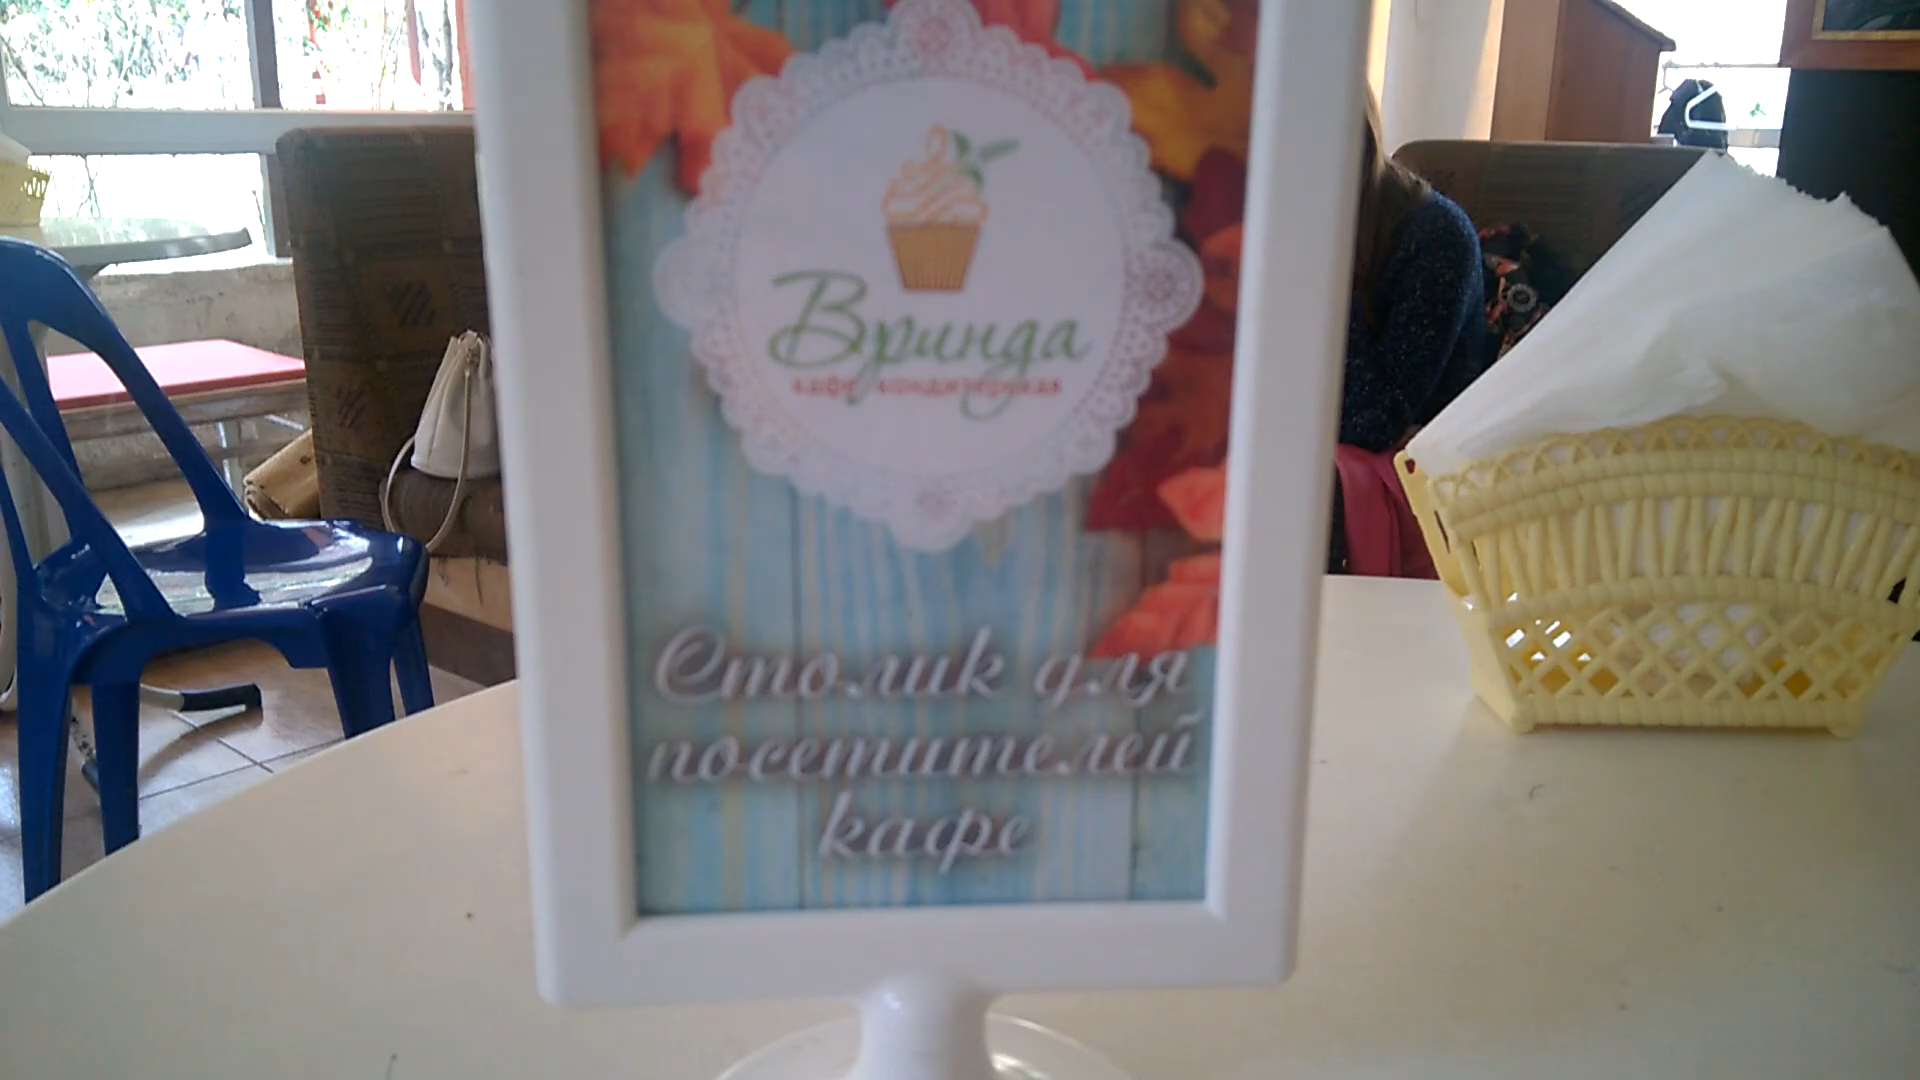 Вринда
кафе, кондитерская
Столик для
посетителей
кафе